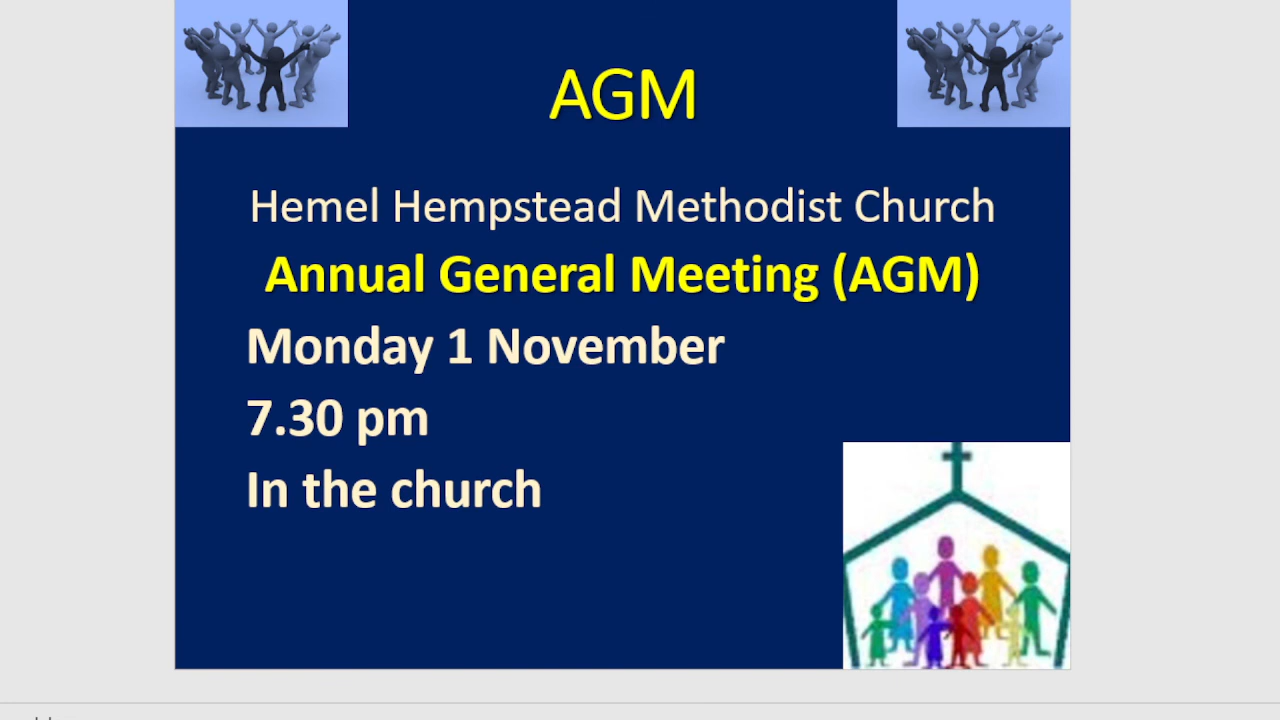 AGM
Hemel Hempstead Methodist Church
Annual General Meeting (AGM)
Monday 1 November
7.30 pm
In the church